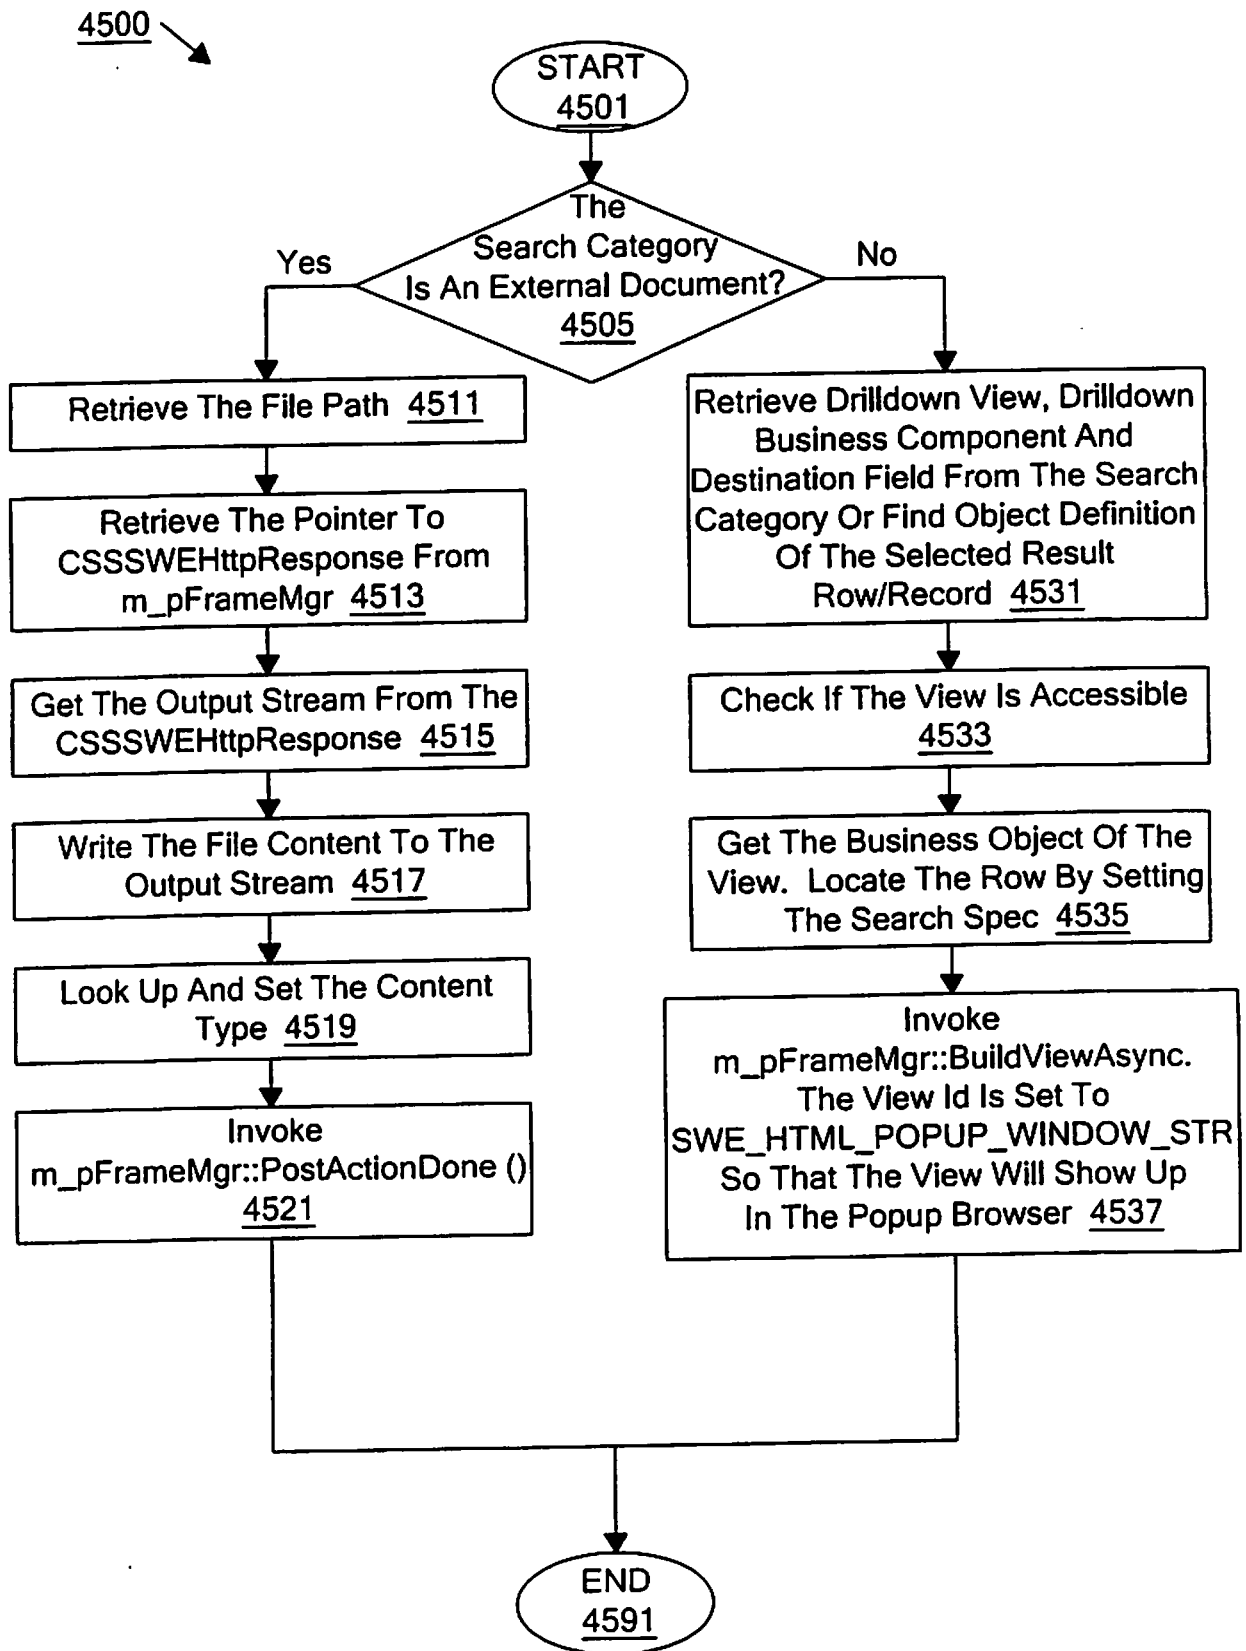 4500
START
4501
The
Search Category
Is An External Document?
4505
Yes
No
Retrieve The File Path 4511
Retrieve The Pointer To
CSSSWEHttpResponse From
m_pFrameMgr 4513
Get The Output Stream From The
CSSSWEHttpResponse 4515
Write The File Content To The
Output Stream 4517
Look Up And Set The Content
Type 4519
Invoke
m_pFrameMgr::PostActionDone ()
4521
Retrieve Drilldown View, Drilldown
Business Component And
Destination Field From The Search
Category Or Find Object Definition
Of The Selected Result
Row/Record 4531
Check If The View Is Accessible
4533
Get The Business Object Of The
View. Locate The Row By Setting
The Search Spec 4535
Invoke
m_pFrameMgr::BuildViewAsync.
The View Id Is Set To
SWE_HTML_POPUP_WINDOW_STR
So That The View Will Show Up
In The Popup Browser 4537
END
4591